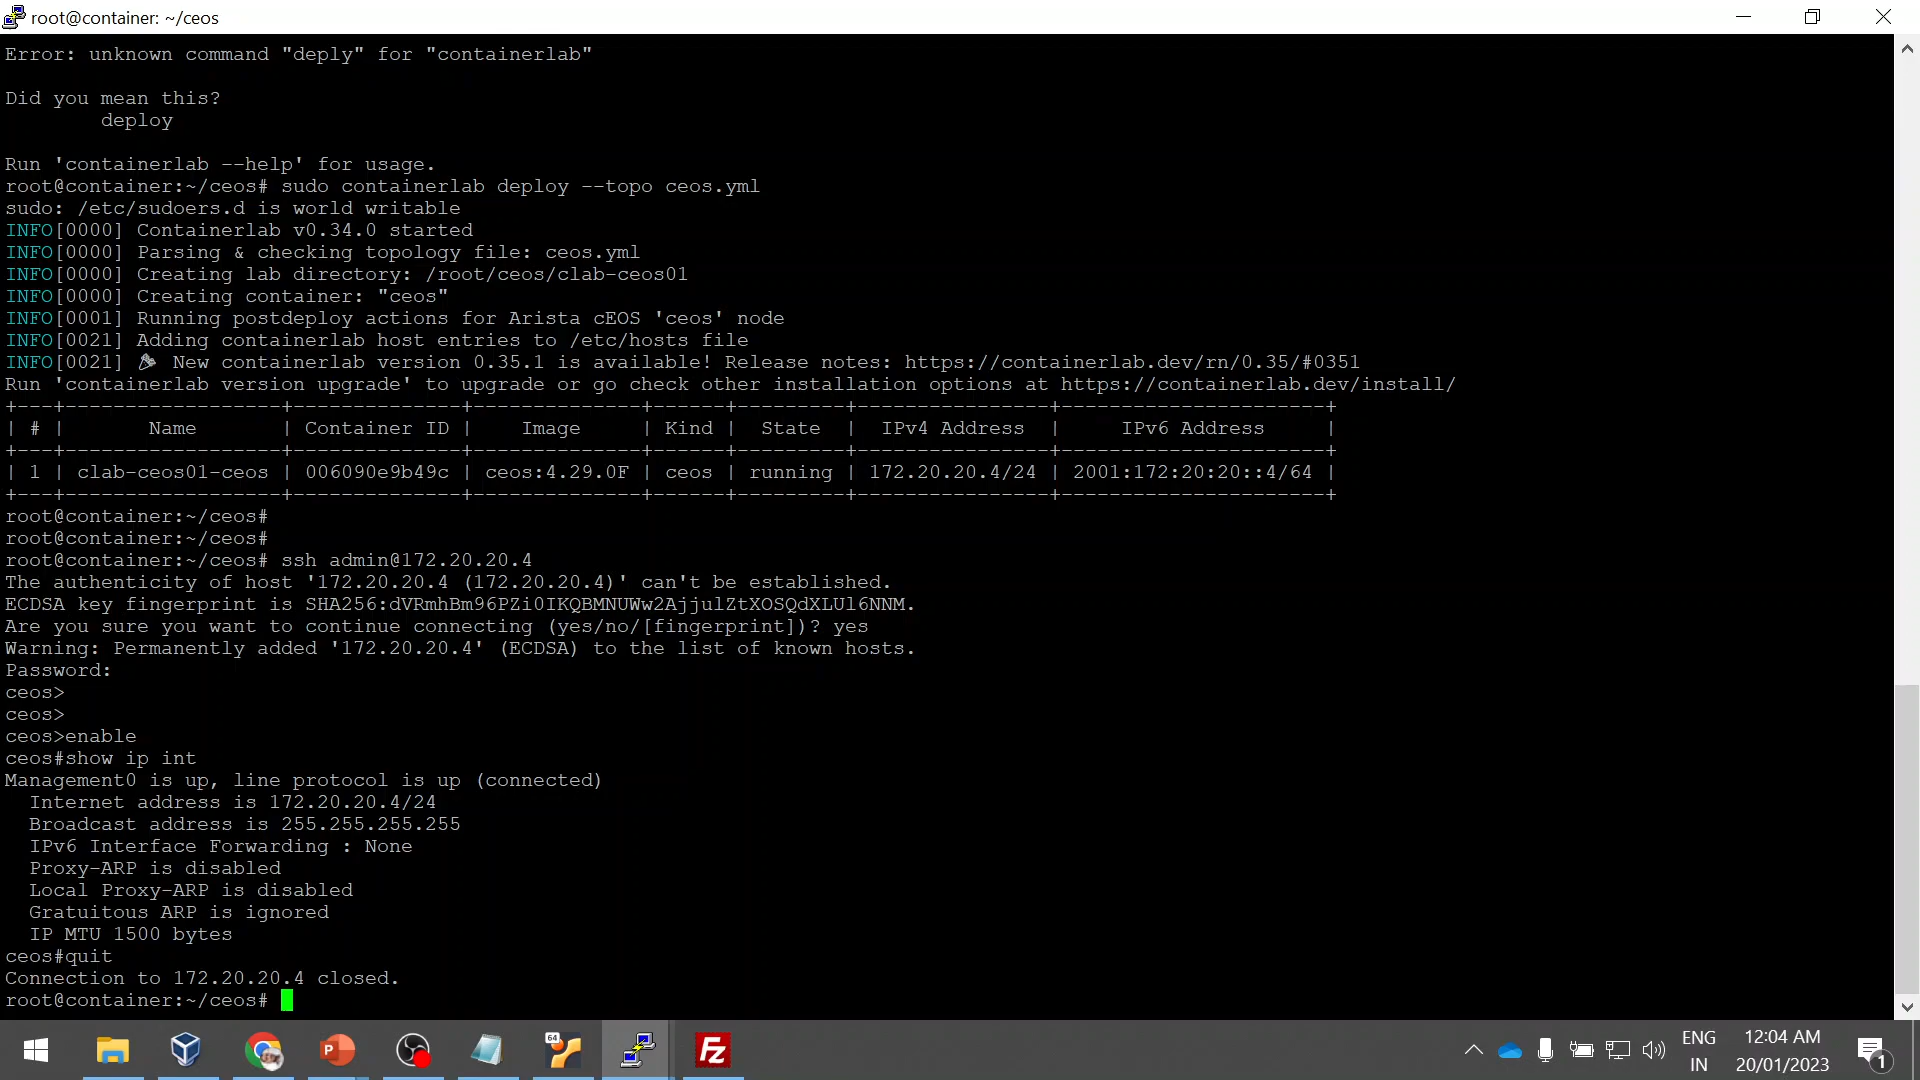 root@container: ~/ceos
Error: unknown command "deply" for "containerlab"
Did you mean this?
deploy
Run 'containerlab --help' for usage.
root@container:~/ceos# sudo containerlab deploy --topo ceos.yml
sudo: /etc/sudoers.d is world writable
INFO[0000] Containerlab v0.34.0 started
INFO[0000] Parsing & checking topology file: ceos.yml
INFO[0000] Creating lab directory: /root/ceos/clab-ceos01
INFO[0000] Creating container: "ceos"
INFO[0001] Running postdeploy actions for Arista cEOS 'ceos' node
INFO[0021] Adding containerlab host entries to /etc/hosts file
INFO[0021] 🎉 New containerlab version 0.35.1 is available! Release notes: https://containerlab.dev/rn/0.35/#0351
Run 'containerlab version upgrade' to upgrade or go check other installation options at https://containerlab.dev/install/
+---+------------------+--------------+--------------+------+---------+----------------+----------------------+
| # | Name | Container ID | Image | Kind | State | IPv4 Address | IPv6 Address |
+---+------------------+--------------+--------------+------+---------+----------------+----------------------+
| 1 | clab-ceos01-ceos | 006090e9b49c | ceos:4.29.0F | ceos | running | 172.20.20.4/24 | 2001:172:20:20::4/64 |
+---+------------------+--------------+--------------+------+---------+----------------+----------------------+
root@container:~/ceos#
root@container:~/ceos#
root@container:~/ceos# ssh admin@172.20.20.4
The authenticity of host '172.20.20.4 (172.20.20.4)' can't be established.
ECDSA key fingerprint is SHA256:dVRmhBm96PZi0IKQBMNUWw2AjjulZtXOSQdXLUl6NNM.
Are you sure you want to continue connecting (yes/no/[fingerprint])? yes
Warning: Permanently added '172.20.20.4' (ECDSA) to the list of known hosts.
Password:
ceos>
ceos>
ceos>enable
ceos#show ip int
Management0 is up, line protocol is up (connected)
Internet address is 172.20.20.4/24
Broadcast address is 255.255.255.255
IPv6 Interface Forwarding : None
Proxy-ARP is disabled
Local Proxy-ARP is disabled
Gratuitous ARP is ignored
IP MTU 1500 bytes
ceos#quit
Connection to 172.20.20.4 closed.
root@container:~/ceos#
P
64
Fz
ENG
IN
12:04 AM
20/01/2023
1